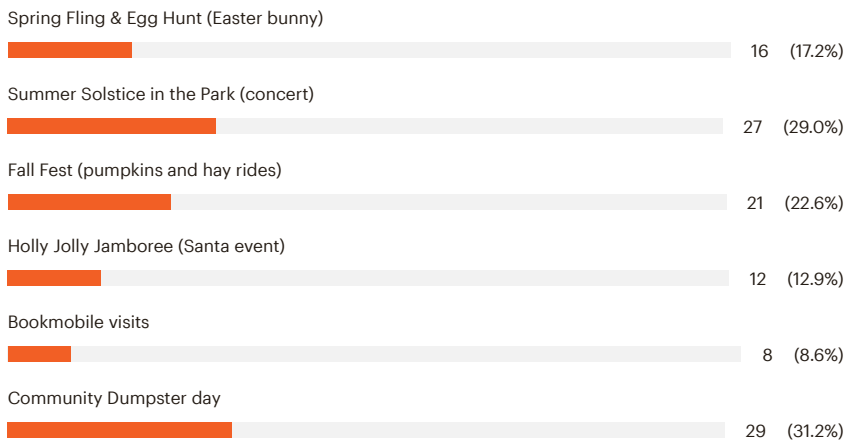 Spring Fling & Egg Hunt (Easter bunny)
16 (17.2%)
Summer Solstice in the Park (concert)
27 (29.0%)
Fall Fest (pumpkins and hay rides)
21 (22.6%)
Holly Jolly Jamboree (Santa event)
12 (12.9%)
Bookmobile visits
8 (8.6%)
Community Dumpster day
29 (31.2%)